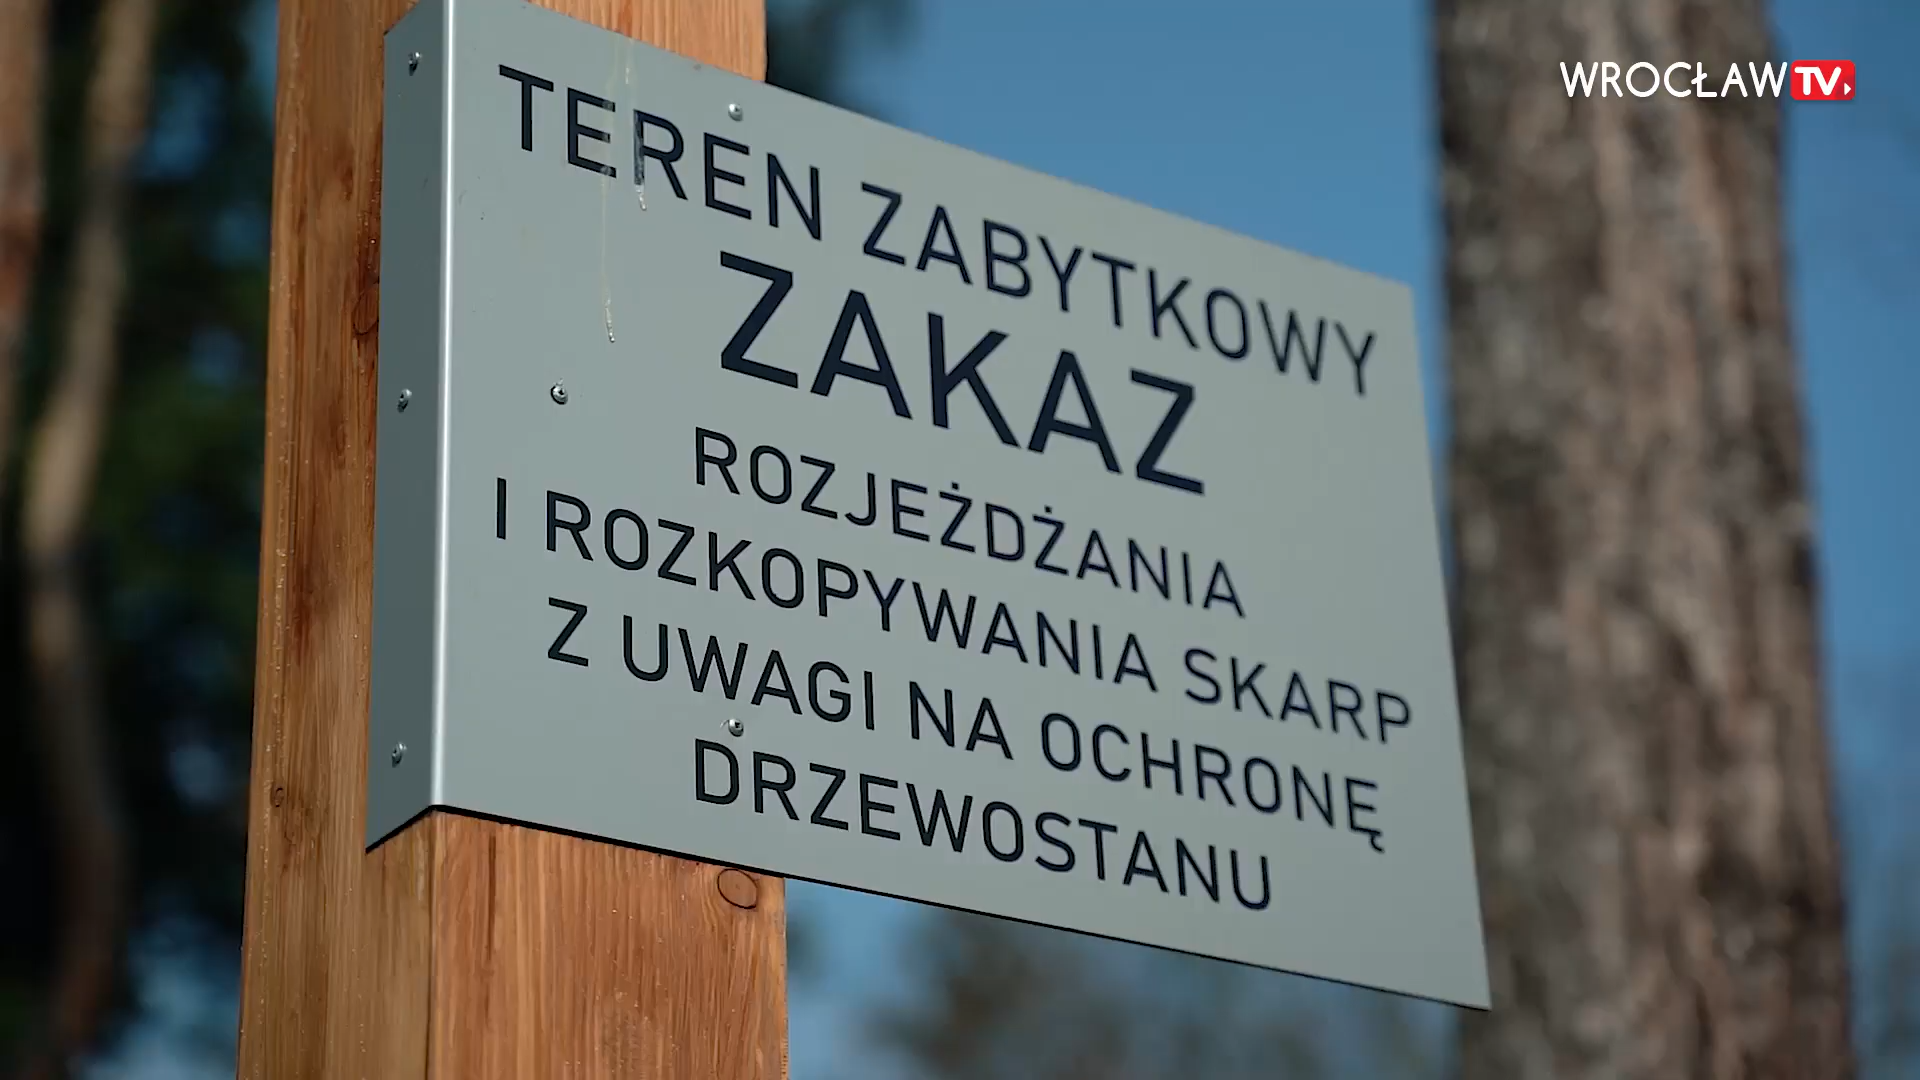 WROCŁAW TV
TEREN ZABYTKOWY
ZAKAZ
ROZJEŻDŻANIA
I ROZKOPYWANIA SKARP
Z UWAGI NA OCHRONĘ
DRZEWOSTANU